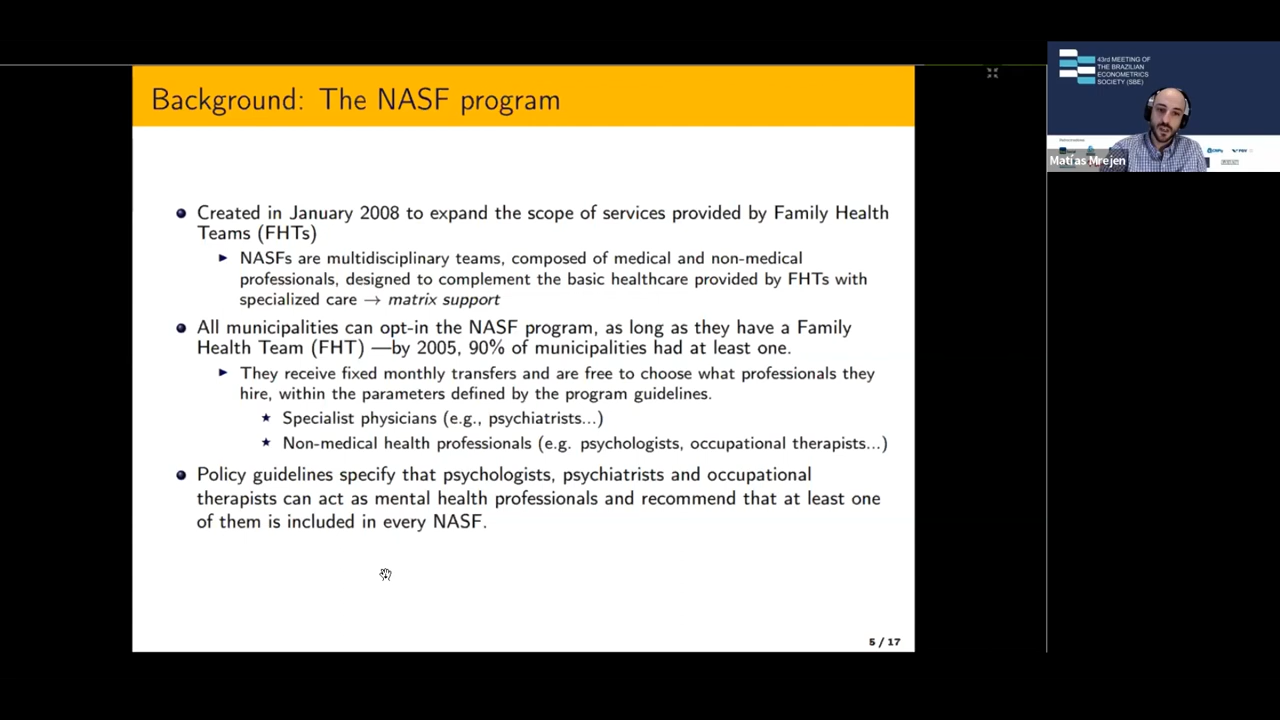 Background: The NASF program
Created in January 2008 to expand the scope of services provided by Family Health
Teams (FHTs)
NASFs are multidisciplinary teams, composed of medical and non-medical
professionals, designed to complement the basic healthcare provided by FHTs with
specialized care → matrix support
All municipalities can opt-in the NASF program, as long as they have a Family
Health Team (FHT) —by 2005, 90% of municipalities had at least one.
They receive fixed monthly transfers and are free to choose what professionals they
hire, within the parameters defined by the program guidelines.
Specialist physicians (e.g., psychiatrists...)
Non-medical health professionals (e.g. psychologists, occupational therapists...)
Policy guidelines specify that psychologists, psychiatrists and occupational
therapists can act as mental health professionals and recommend that at least one
of them is included in every NASF.
5 / 17
43rd MEETING OF
THE BRAZILIAN
ECONOMETRICS
SOCIETY (SBE)
Matías Mrejen